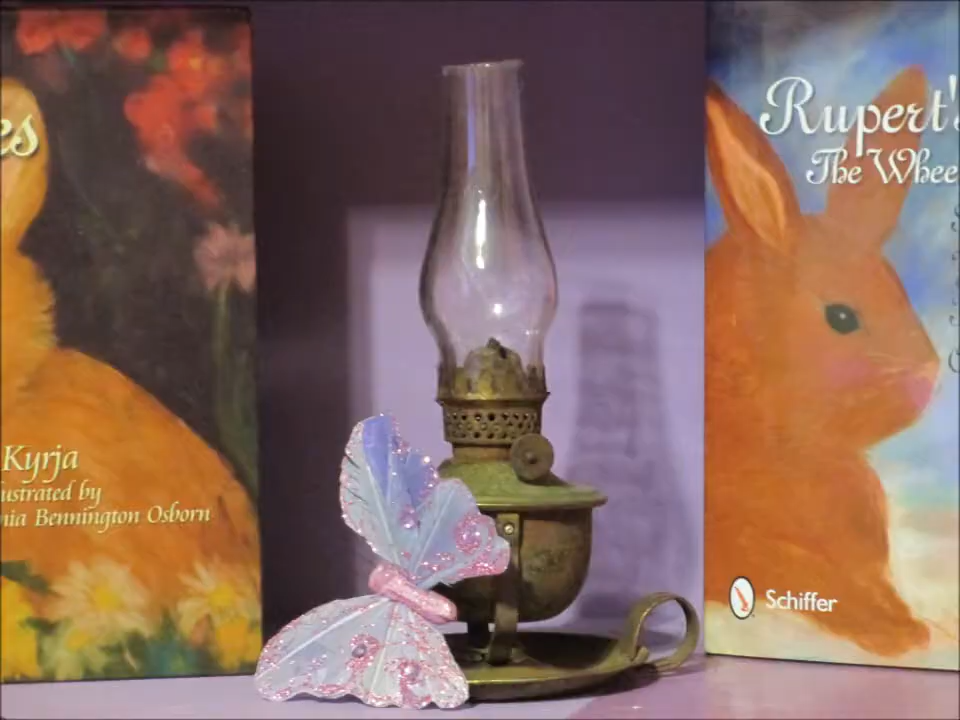 es
Kyrja
ustrated by
nia Bennington Osborn
Rupert's
The Whee
Schiffer